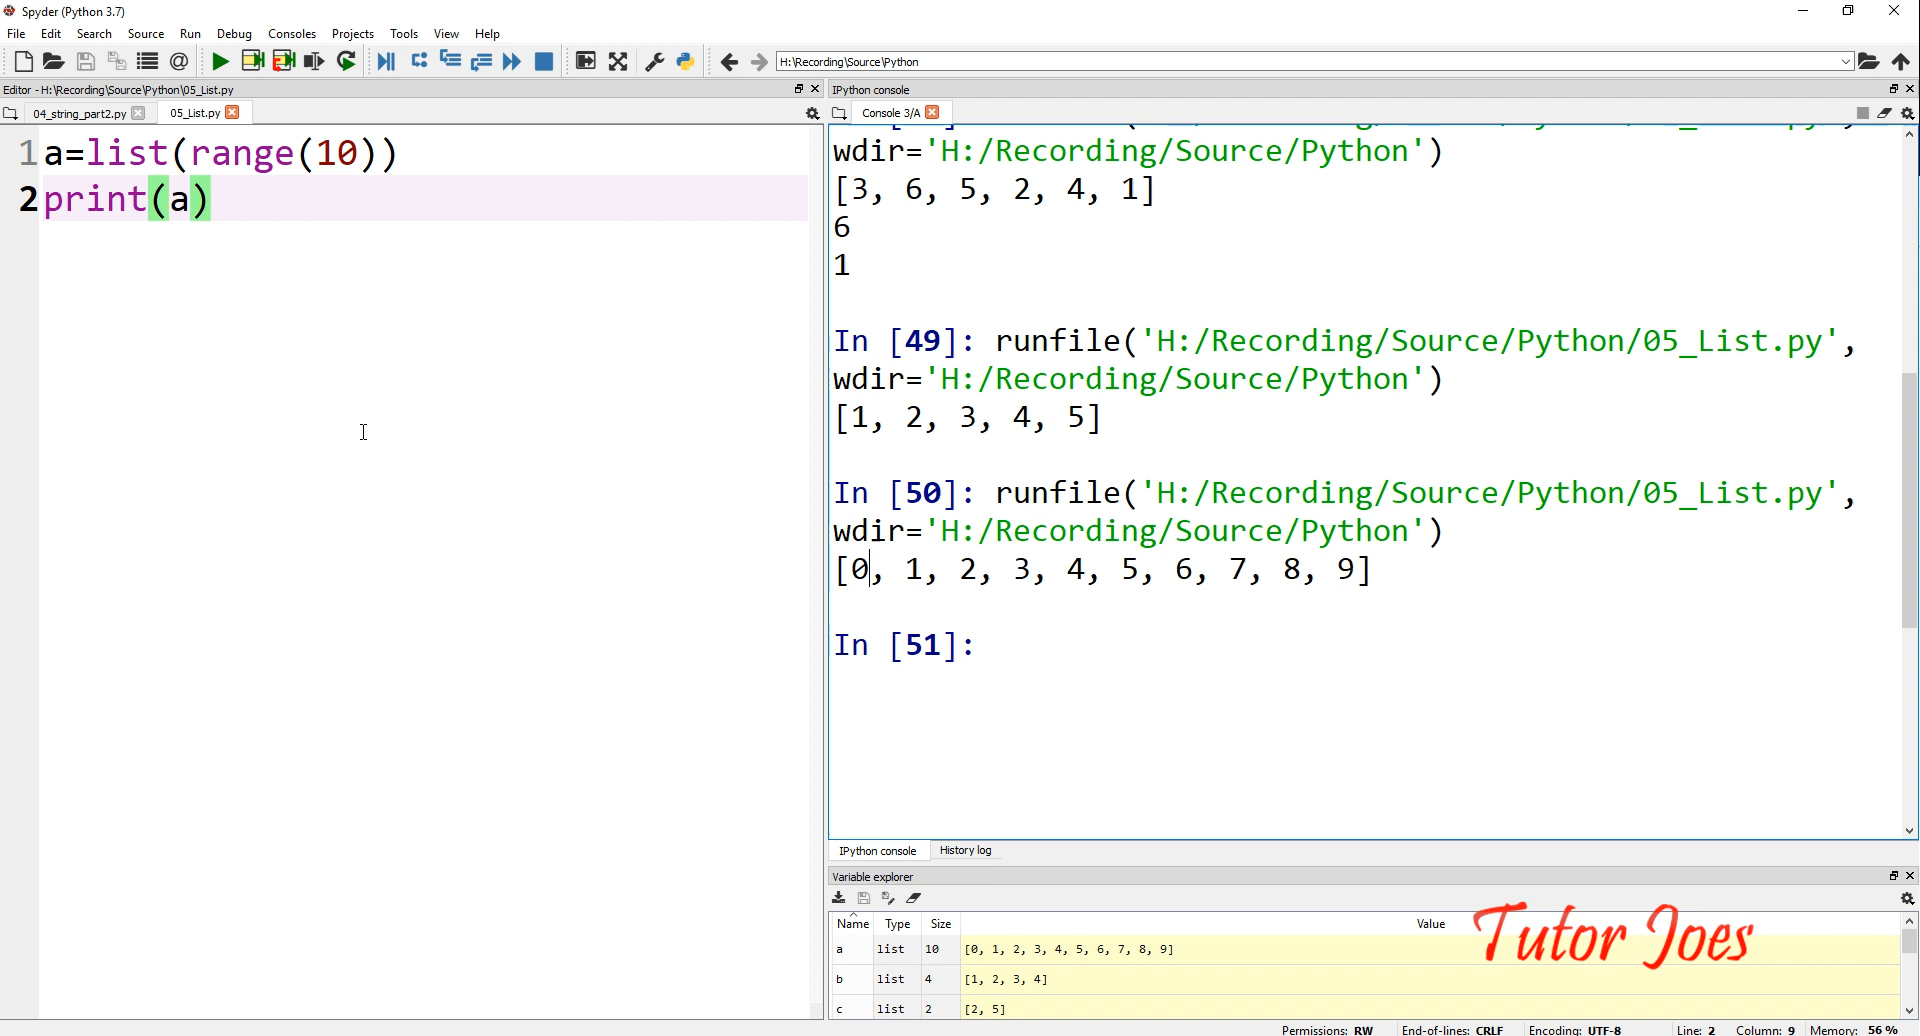 Spyder (Python 3.7)
File Edit Search Source Run Debug Consoles Projects Tools View Help
H:\Recording\Source\Python
Editor - H:\Recording\Source\Python\05_List.py
IPython console
04_string_part2.py 05_List.py
Console 3/A
1 a=list(range(10))
2 print(a)
wdir='H:/Recording/Source/Python')
[3, 6, 5, 2, 4, 1]
6
1
In [49]: runfile('H:/Recording/Source/Python/05_List.py',
wdir='H:/Recording/Source/Python')
[1, 2, 3, 4, 5]
In [50]: runfile('H:/Recording/Source/Python/05_List.py',
wdir='H:/Recording/Source/Python')
[0, 1, 2, 3, 4, 5, 6, 7, 8, 9]
In [51]:
IPython console History log
Variable explorer
Name Type Size Value
a list 10 [0, 1, 2, 3, 4, 5, 6, 7, 8, 9]
b list 4 [1, 2, 3, 4]
c list 2 [2, 5]
Tutor Joes
Permissions: RW End-of-lines: CRLF Encoding: UTF-8 Line: 2 Column: 9 Memory: 56 %